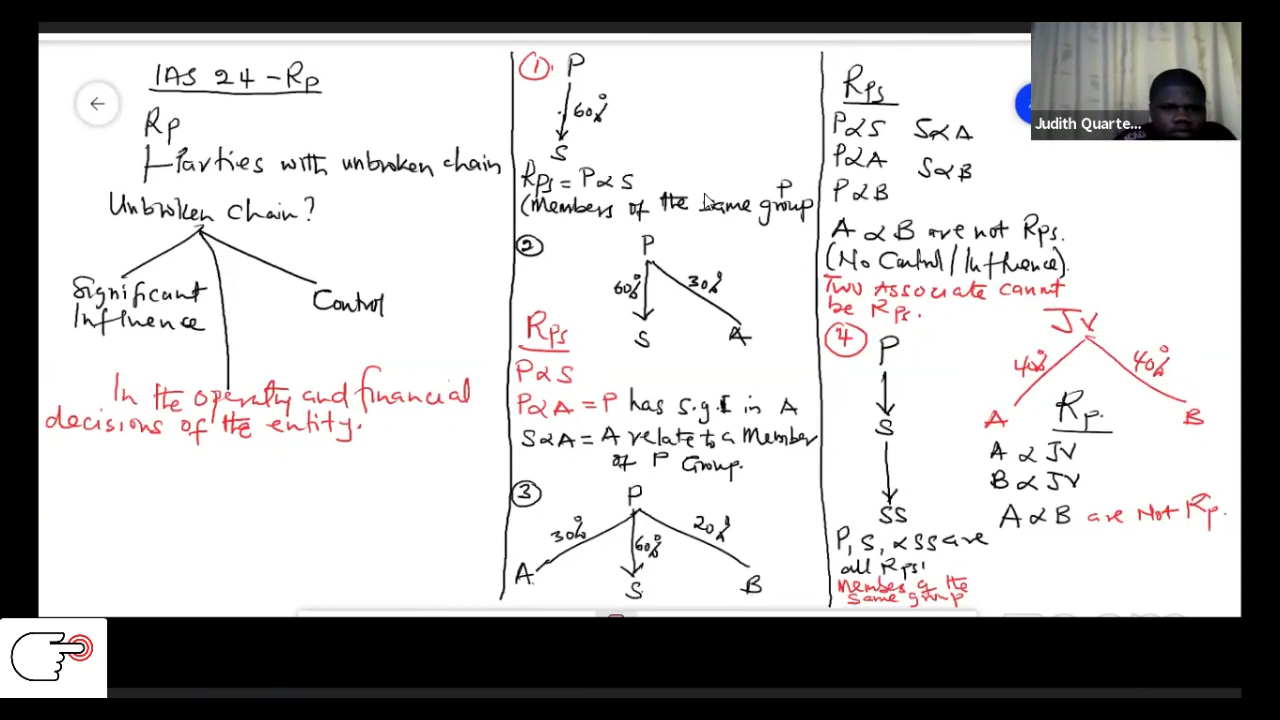 IAS 24 - Rp
Rp
Parties with unbroken chain
Unbroken chain?
Significant
Influence
Control
In the operatng and financial
decisions of the entity.
① P
60%
S
Rps = P & S
(Members of the same group
P
② P
60% 30%
S A
Rps
P & S
P & A = P has s.g.I in A
S & A = A relate to a Member
of P Group.
③ P
30% 60% 20%
A S B
Rps
P & S S & A
P & A S & B
P & B
A & B are not Rps.
(No Control/Influence).
Two Associate cannot
be Rps.
④ P
S
SS
P, S, & SS are
all Rps'
Membes of the
same group
JV
40% 40%
A B
Rp.
A & JV
B & JV
A & B are Not Rp.
Judith Quarte...